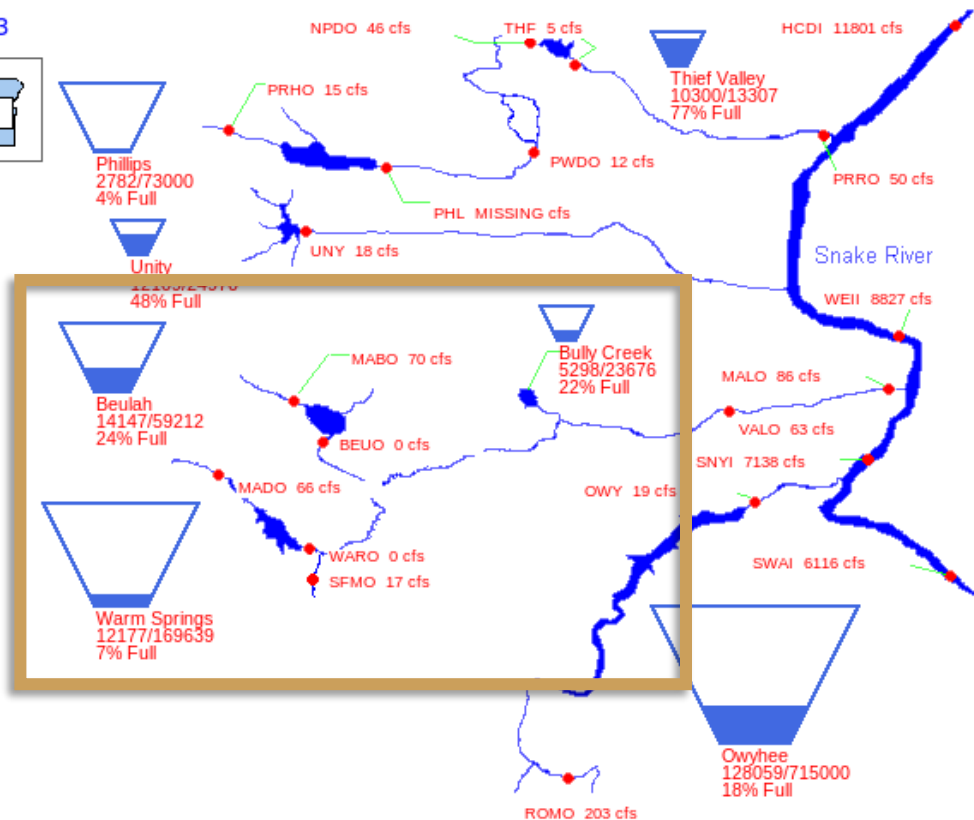 NPDO 46 cfs
THF 5 cfs
HCDI 11801 cfs
Thief Valley
10300/13307
77% Full
PRHO 15 cfs
Phillips
2782/73000
4% Full
PWDO 12 cfs
PRRO 50 cfs
PHL MISSING cfs
UNY 18 cfs
Snake River
Unity
48% Full
WEII 8827 cfs
Bully Creek
5298/23676
22% Full
MABO 70 cfs
MALO 86 cfs
Beulah
14147/59212
24% Full
VALO 63 cfs
BEUO 0 cfs
SNYI 7138 cfs
MADO 66 cfs
OWY 19 cfs
WARO 0 cfs
SWAI 6116 cfs
SFMO 17 cfs
Warm Springs
12177/169639
7% Full
Owyhee
128059/715000
18% Full
ROMO 203 cfs